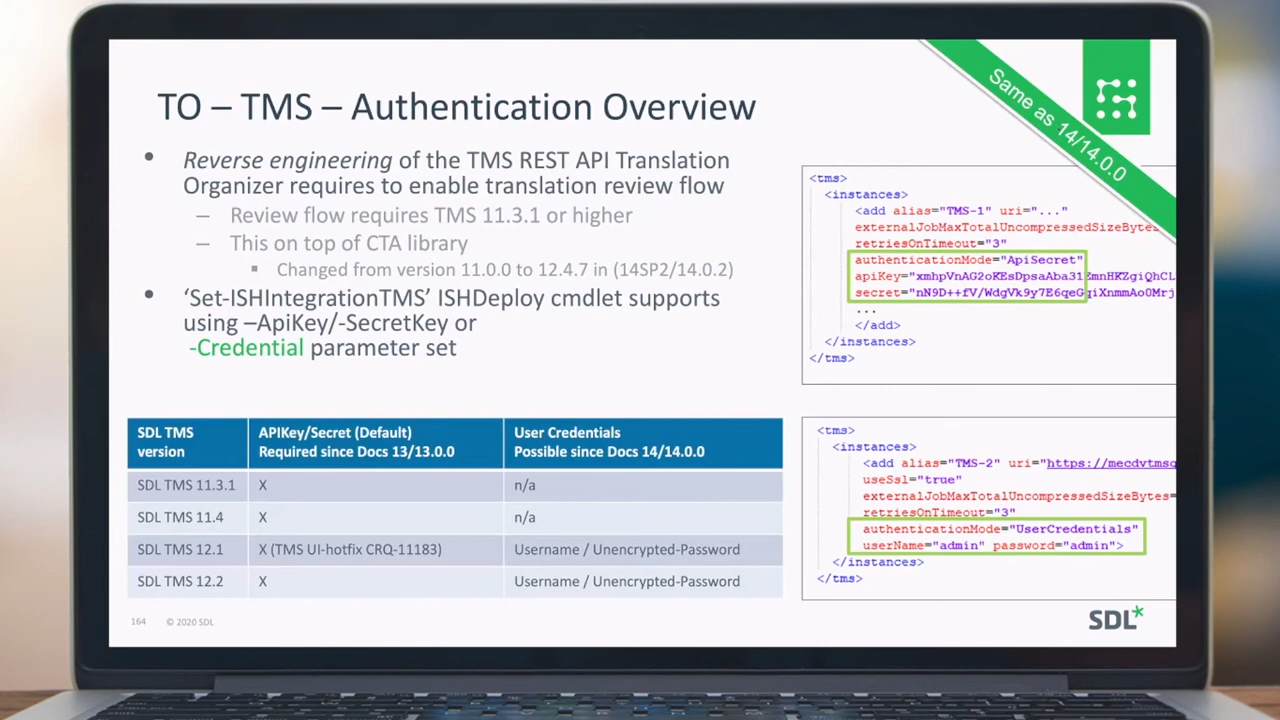 TO – TMS – Authentication Overview
Same as 14/14.0.0
• Reverse engineering of the TMS REST API Translation
Organizer requires to enable translation review flow
– Review flow requires TMS 11.3.1 or higher
– This on top of CTA library
▪ Changed from version 11.0.0 to 12.4.7 in (14SP2/14.0.2)
• ‘Set-ISHIntegrationTMS’ ISHDeploy cmdlet supports
using –ApiKey/-SecretKey or
-Credential parameter set
<tms>
<instances>
<add alias="TMS-1" uri="..."
externalJobMaxTotalUncompressedSizeBytes
retriesOnTimeout="3"
authenticationMode="ApiSecret"
apiKey="xmhpVnAG2oKEsDpsaAba31EmnHKZgiQhCL
secret="nN9D++fV/WdgVk9y7E6qeGqiXnmmAo0Mrj
...
</add>
</instances>
</tms>
SDL TMS version | APIKey/Secret (Default) Required since Docs 13/13.0.0 | User Credentials Possible since Docs 14/14.0.0
SDL TMS 11.3.1 | X | n/a
SDL TMS 11.4 | X | n/a
SDL TMS 12.1 | X (TMS UI-hotfix CRQ-11183) | Username / Unencrypted-Password
SDL TMS 12.2 | X | Username / Unencrypted-Password
<tms>
<instances>
<add alias="TMS-2" uri="https://mecdvtmsq
useSsl="true"
externalJobMaxTotalUncompressedSizeBytes=
retriesOnTimeout="3"
authenticationMode="UserCredentials"
userName="admin" password="admin">
</instances>
</tms>
164 © 2020 SDL
SDL*